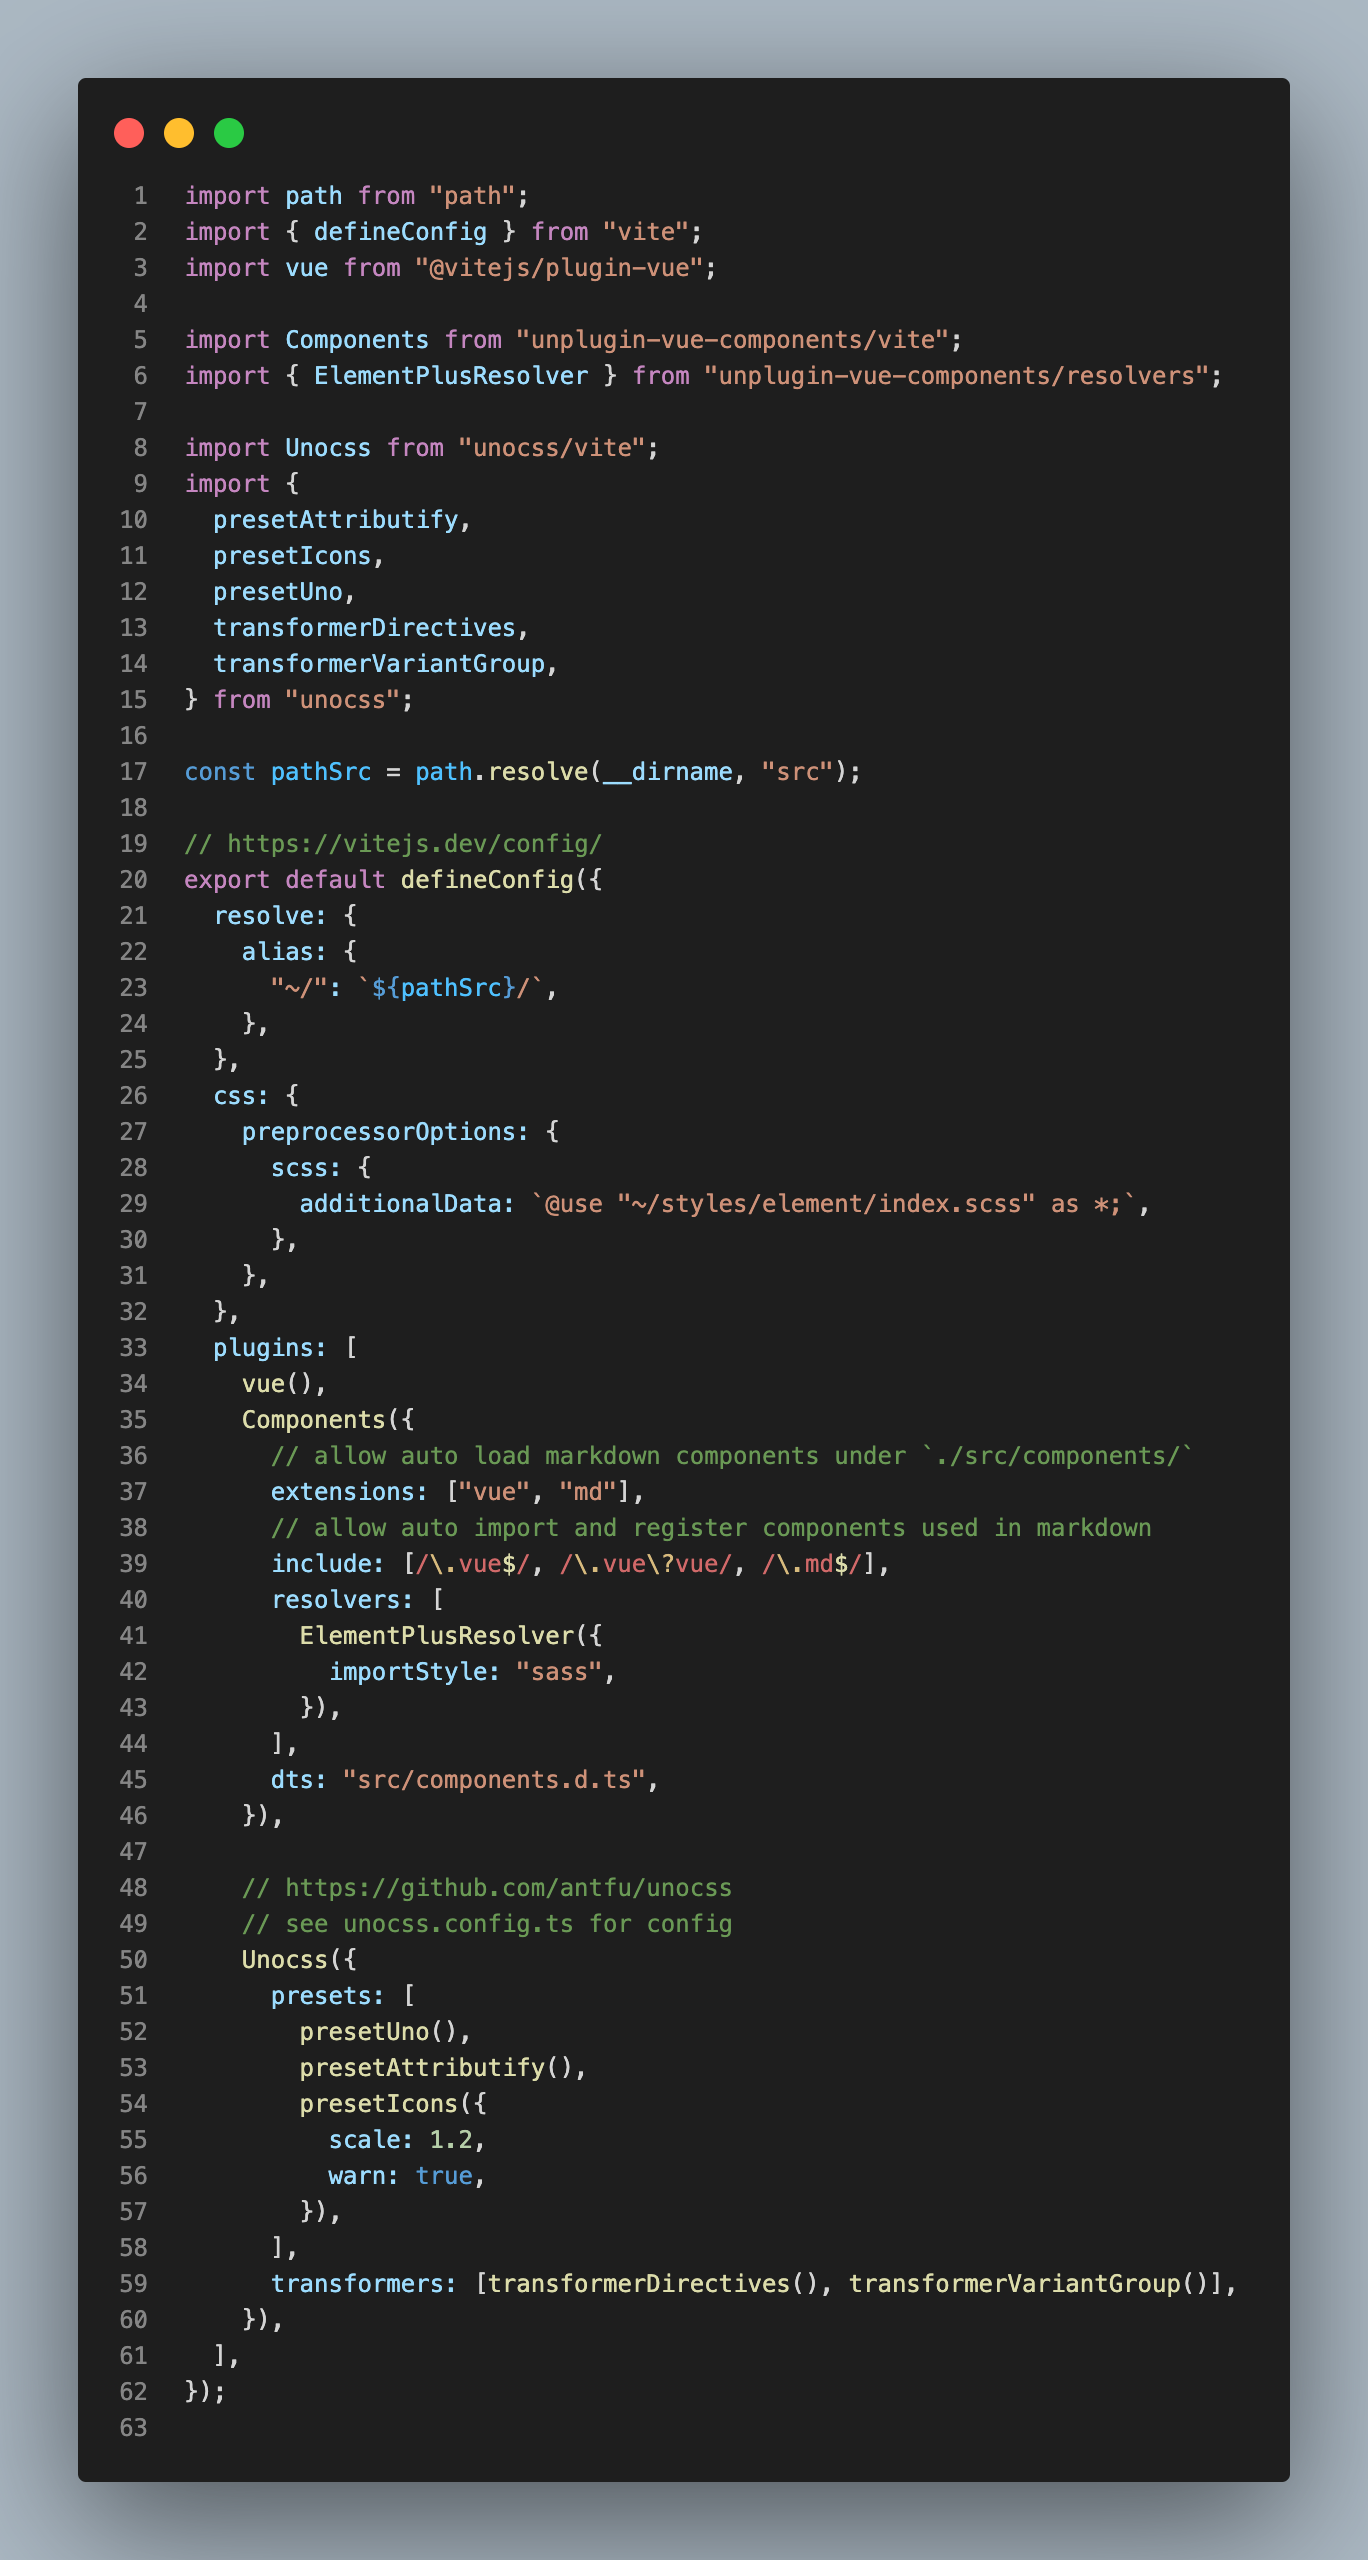 1 import path from "path";
2 import { defineConfig } from "vite";
3 import vue from "@vitejs/plugin-vue";
4
5 import Components from "unplugin-vue-components/vite";
6 import { ElementPlusResolver } from "unplugin-vue-components/resolvers";
7
8 import Unocss from "unocss/vite";
9 import {
10   presetAttributify,
11   presetIcons,
12   presetUno,
13   transformerDirectives,
14   transformerVariantGroup,
15 } from "unocss";
16
17 const pathSrc = path.resolve(__dirname, "src");
18
19 // https://vitejs.dev/config/
20 export default defineConfig({
21   resolve: {
22     alias: {
23       "~/": `${pathSrc}/`,
24     },
25   },
26   css: {
27     preprocessorOptions: {
28       scss: {
29         additionalData: `@use "~/styles/element/index.scss" as *;`,
30       },
31     },
32   },
33   plugins: [
34     vue(),
35     Components({
36       // allow auto load markdown components under `./src/components/`
37       extensions: ["vue", "md"],
38       // allow auto import and register components used in markdown
39       include: [/\.vue$/, /\.vue\?vue/, /\.md$/],
40       resolvers: [
41         ElementPlusResolver({
42           importStyle: "sass",
43         }),
44       ],
45       dts: "src/components.d.ts",
46     }),
47
48     // https://github.com/antfu/unocss
49     // see unocss.config.ts for config
50     Unocss({
51       presets: [
52         presetUno(),
53         presetAttributify(),
54         presetIcons({
55           scale: 1.2,
56           warn: true,
57         }),
58       ],
59       transformers: [transformerDirectives(), transformerVariantGroup()],
60     }),
61   ],
62 });
63